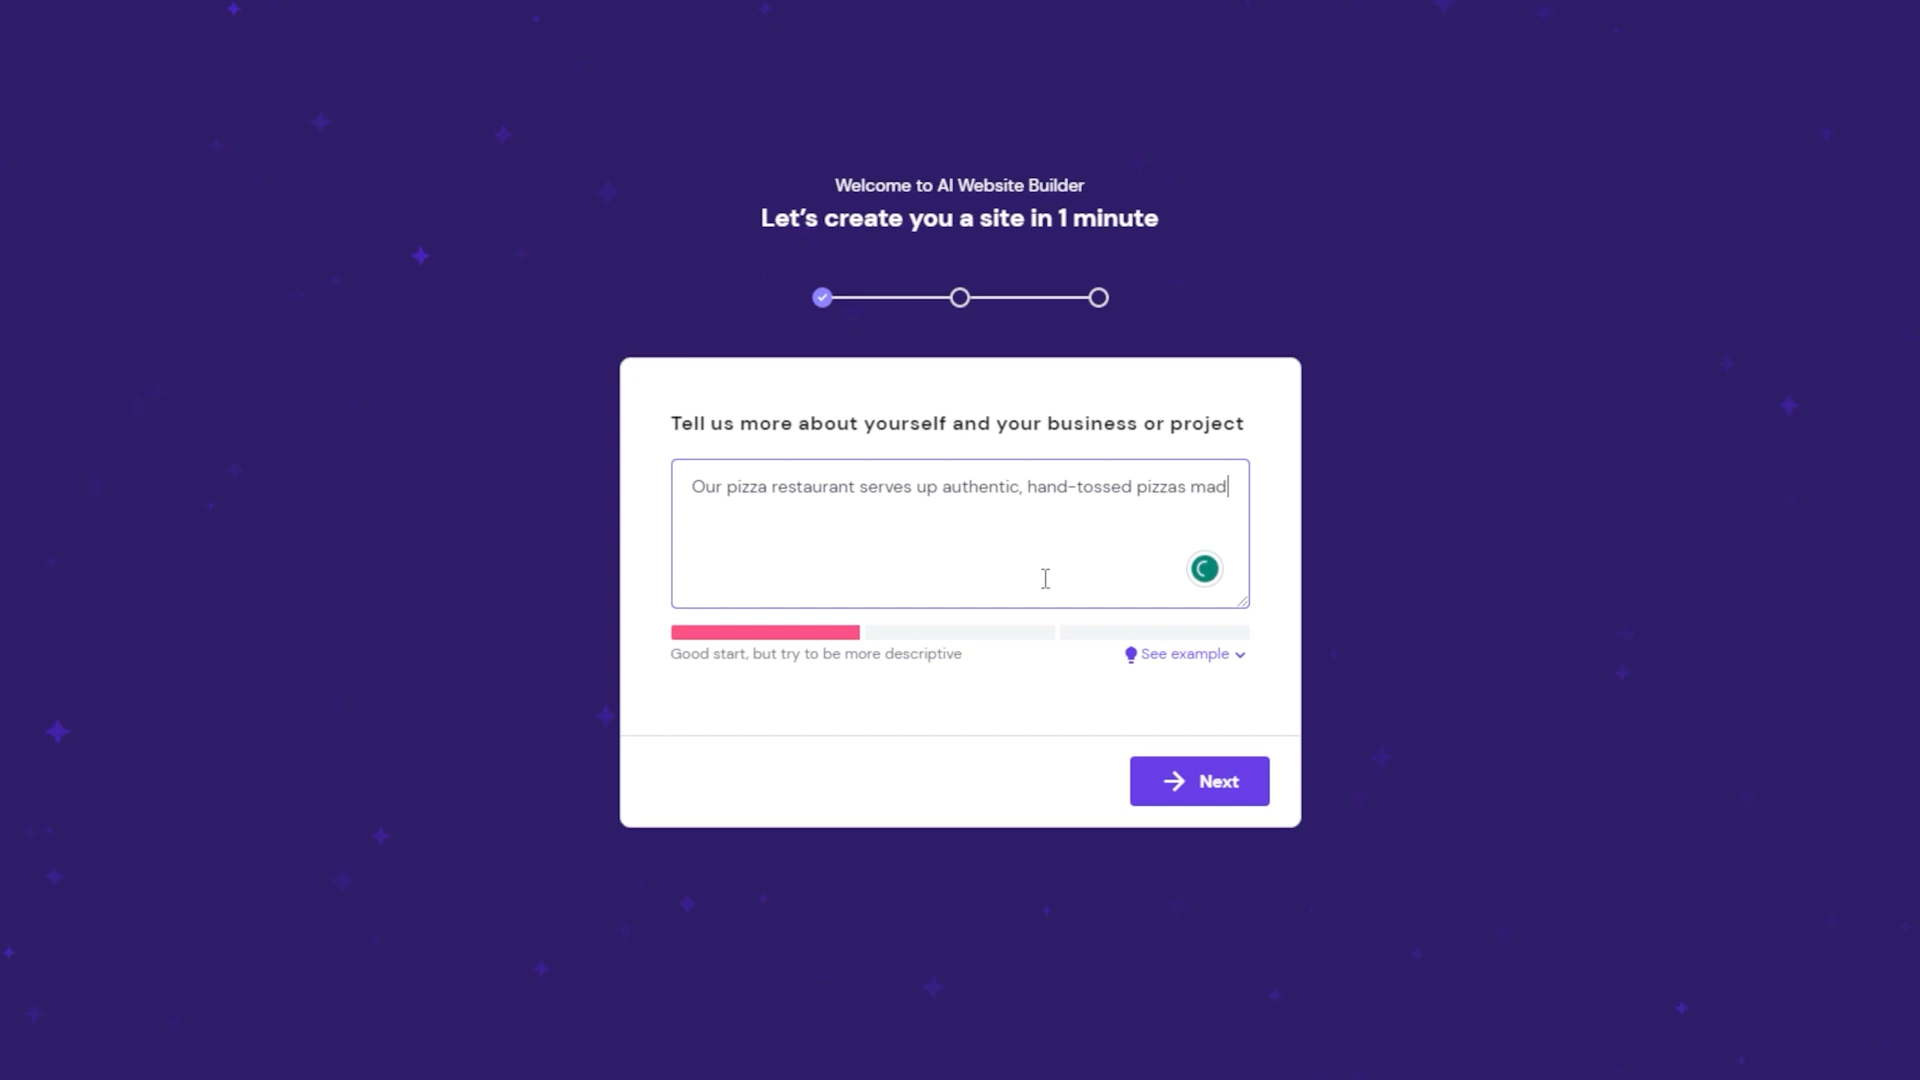 Welcome to AI Website Builder
Let’s create you a site in 1 minute
Tell us more about yourself and your business or project
Our pizza restaurant serves up authentic, hand-tossed pizzas mad
Good start, but try to be more descriptive
See example
Next